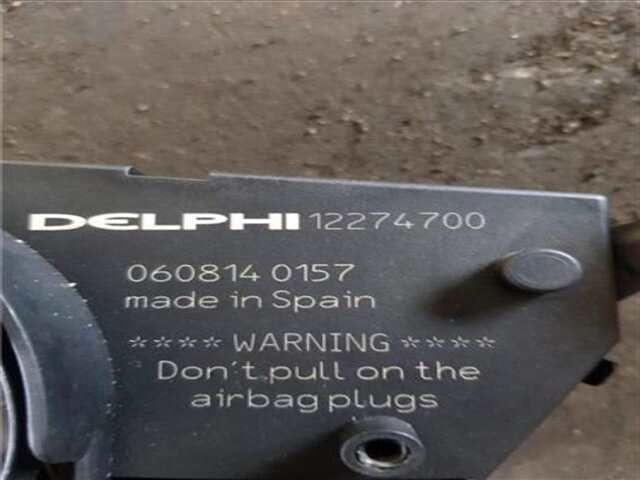 DELPHI 12274700
060814 0157
made in Spain
**** WARNING ****
Don't pull on the
airbag plugs